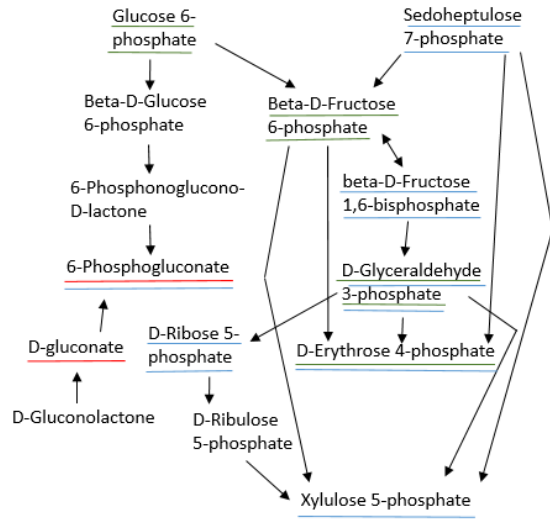 Glucose 6-
phosphate
Sedoheptulose
7-phosphate
Beta-D-Glucose
6-phosphate
Beta-D-Fructose
6-phosphate
6-Phosphonoglucono-
D-lactone
beta-D-Fructose
1,6-bisphosphate
6-Phosphogluconate
D-Glyceraldehyde
3-phosphate
D-gluconate
D-Ribose 5-
phosphate
D-Erythrose 4-phosphate
D-Gluconolactone
D-Ribulose
5-phosphate
Xylulose 5-phosphate